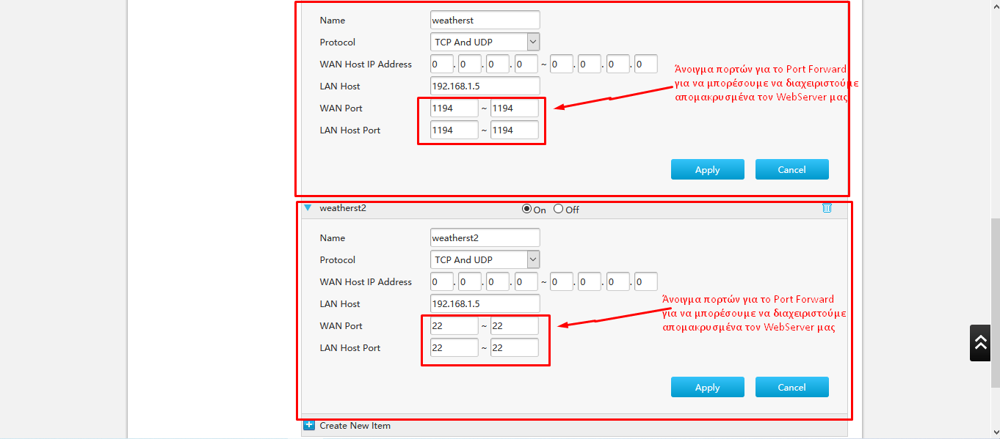 Name weatherst
Protocol TCP And UDP
WAN Host IP Address 0 . 0 . 0 . 0 ~ 0 . 0 . 0 . 0
LAN Host 192.168.1.5
WAN Port 1194 ~ 1194
LAN Host Port 1194 ~ 1194
Άνοιγμα πορτών για το Port Forward
για να μπορέσουμε να διαχειριστούμε
απομακρυσμένα τον WebServer μας
Apply Cancel
weatherst2 On Off
Name weatherst2
Protocol TCP And UDP
WAN Host IP Address 0 . 0 . 0 . 0 ~ 0 . 0 . 0 . 0
LAN Host 192.168.1.5
WAN Port 22 ~ 22
LAN Host Port 22 ~ 22
Άνοιγμα πορτών για το Port Forward
για να μπορέσουμε να διαχειριστούμε
απομακρυσμένα τον WebServer μας
Apply Cancel
Create New Item